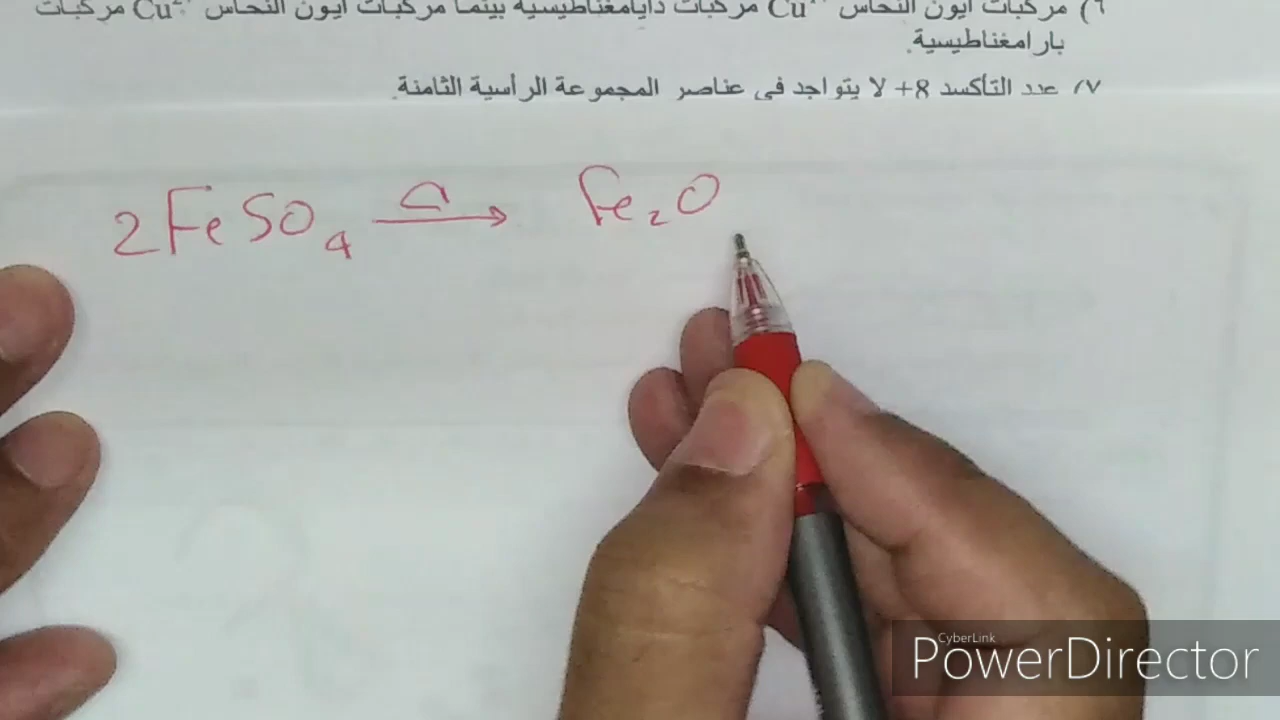 ٦) مركبات أيون النحاس Cu⁺ مركبات دايامغناطيسية بينما مركبات أيون النحاس Cu²⁺ مركبات
بارامغناطيسية.
٧) عدد التأكسد 8+ لا يتواجد في عناصر المجموعة الرأسية الثامنة.
2FeSO₄ →Δ Fe₂O
CyberLink
PowerDirector